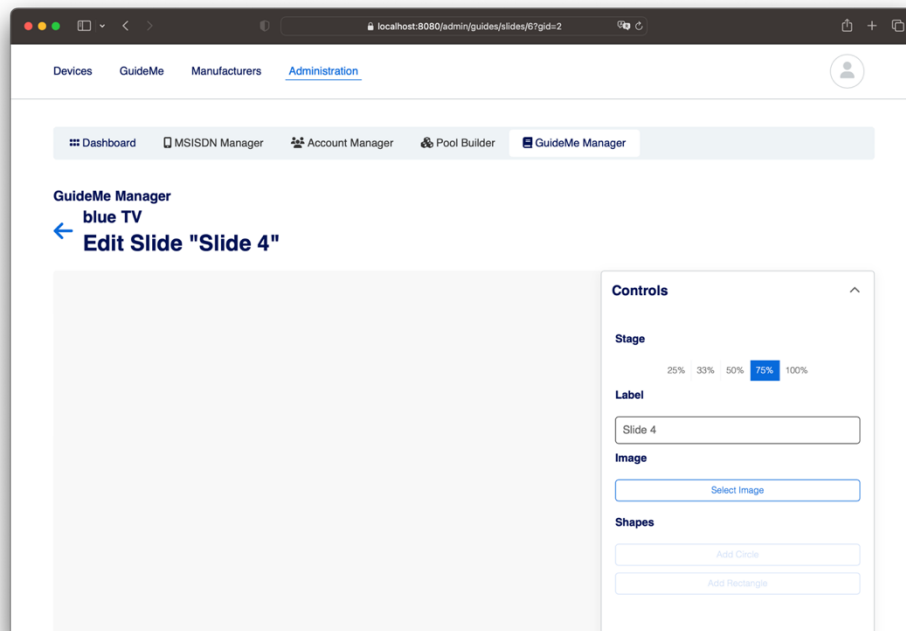 localhost:8080/admin/guides/slides/6?gid=2
Devices GuideMe Manufacturers Administration
Dashboard MSISDN Manager Account Manager Pool Builder GuideMe Manager
GuideMe Manager
blue TV
Edit Slide "Slide 4"
Controls
Stage
25% 33% 50% 75% 100%
Label
Slide 4
Image
Select Image
Shapes
Add Circle
Add Rectangle